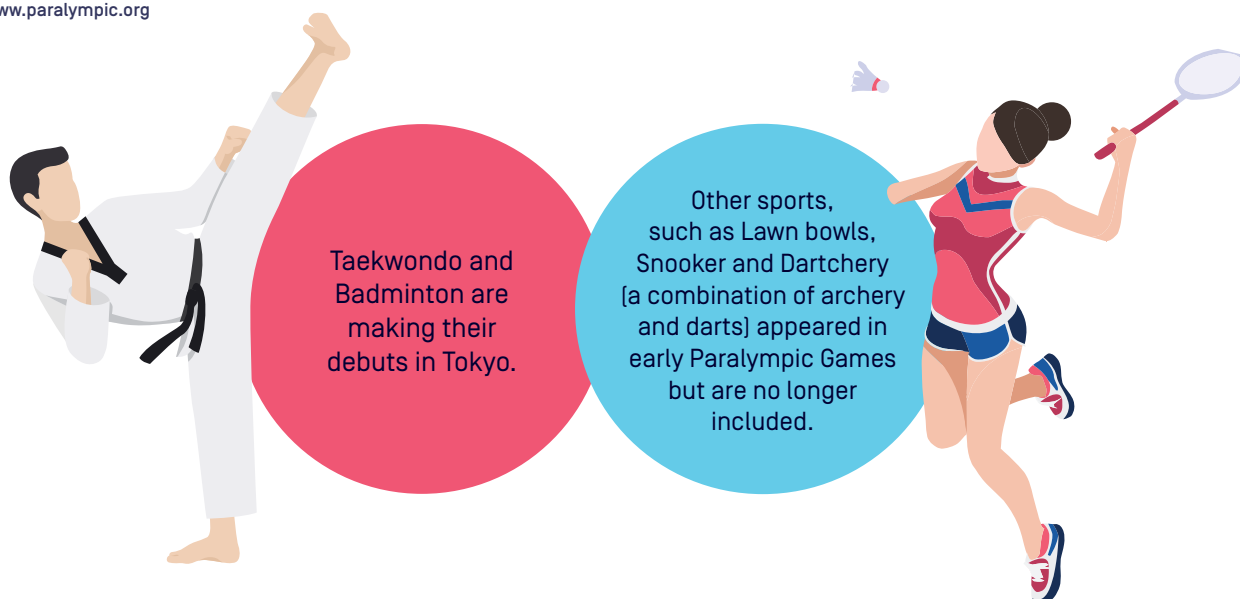 ww.paralympic.org
Taekwondo and
Badminton are
making their
debuts in Tokyo.
Other sports,
such as Lawn bowls,
Snooker and Dartchery
(a combination of archery
and darts) appeared in
early Paralympic Games
but are no longer
included.